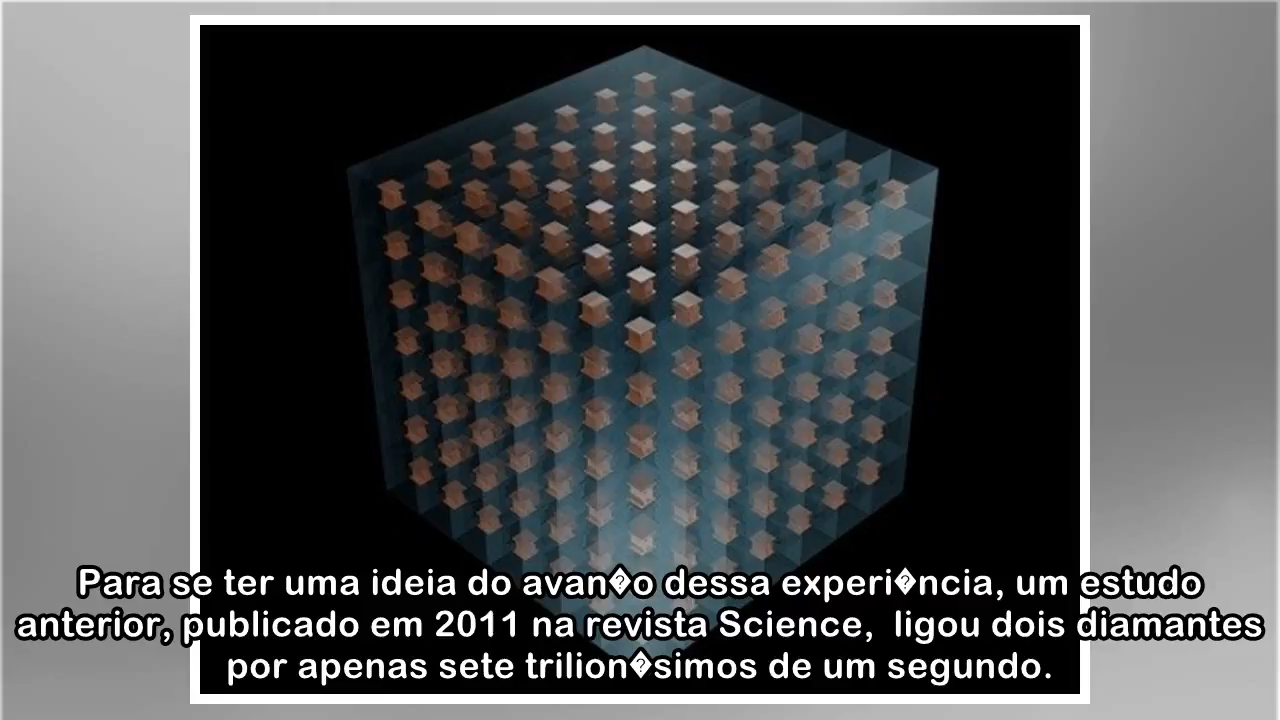 Para se ter uma ideia do avan�o dessa experi�ncia, um estudo
anterior, publicado em 2011 na revista Science,  ligou dois diamantes
por apenas sete trilion�simos de um segundo.